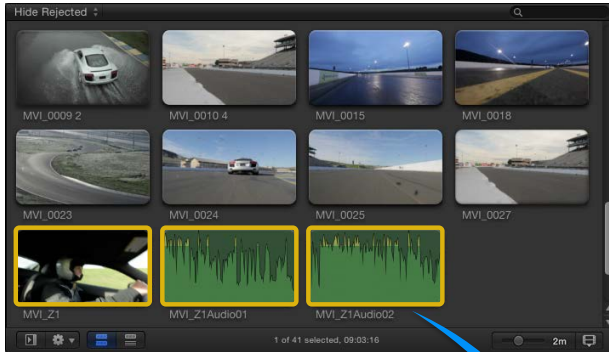 Hide Rejected
MVI_0009 2 MVI_0010 4 MVI_0015 MVI_0018
MVI_0023 MVI_0024 MVI_0025 MVI_0027
MVI_Z1 MVI_Z1Audio01 MVI_Z1Audio02
1 of 41 selected, 09:03:16 2m